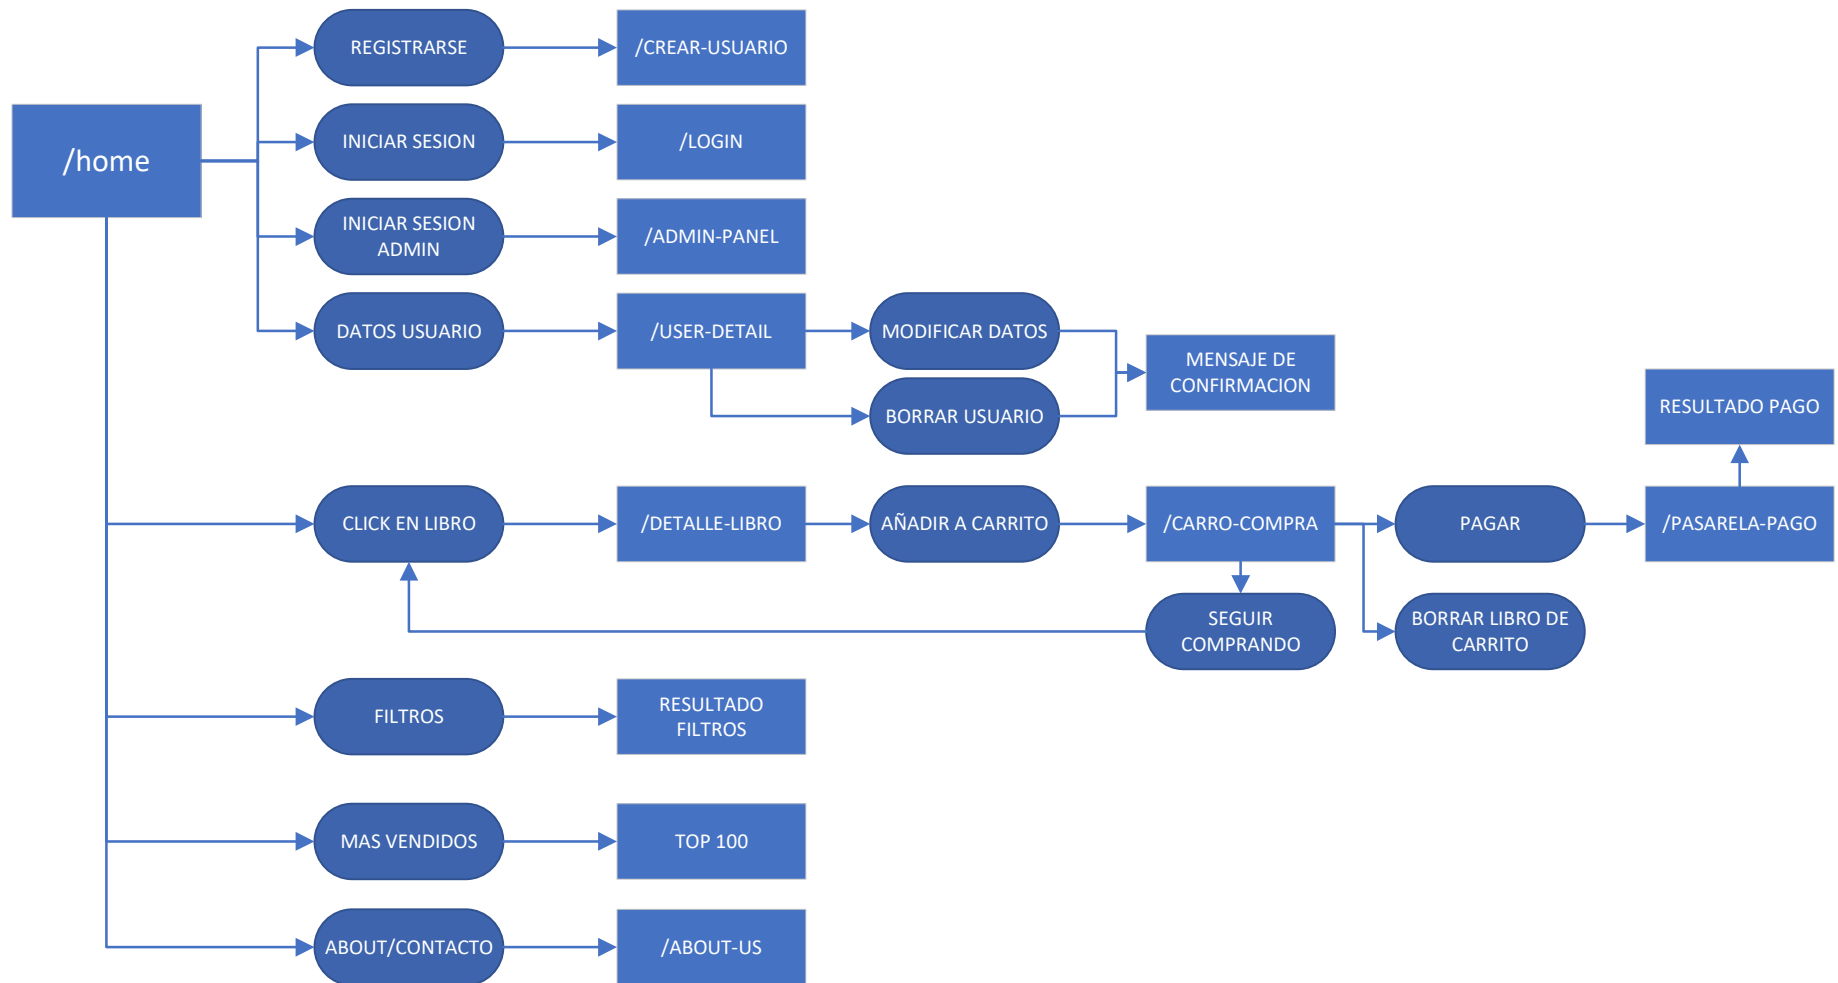 REGISTRARSE
/CREAR-USUARIO
/home
INICIAR SESION
/LOGIN
INICIAR SESION
ADMIN
/ADMIN-PANEL
DATOS USUARIO
/USER-DETAIL
MODIFICAR DATOS
MENSAJE DE
CONFIRMACION
BORRAR USUARIO
RESULTADO PAGO
CLICK EN LIBRO
/DETALLE-LIBRO
AÑADIR A CARRITO
/CARRO-COMPRA
PAGAR
/PASARELA-PAGO
SEGUIR
COMPRANDO
BORRAR LIBRO DE
CARRITO
FILTROS
RESULTADO
FILTROS
MAS VENDIDOS
TOP 100
ABOUT/CONTACTO
/ABOUT-US